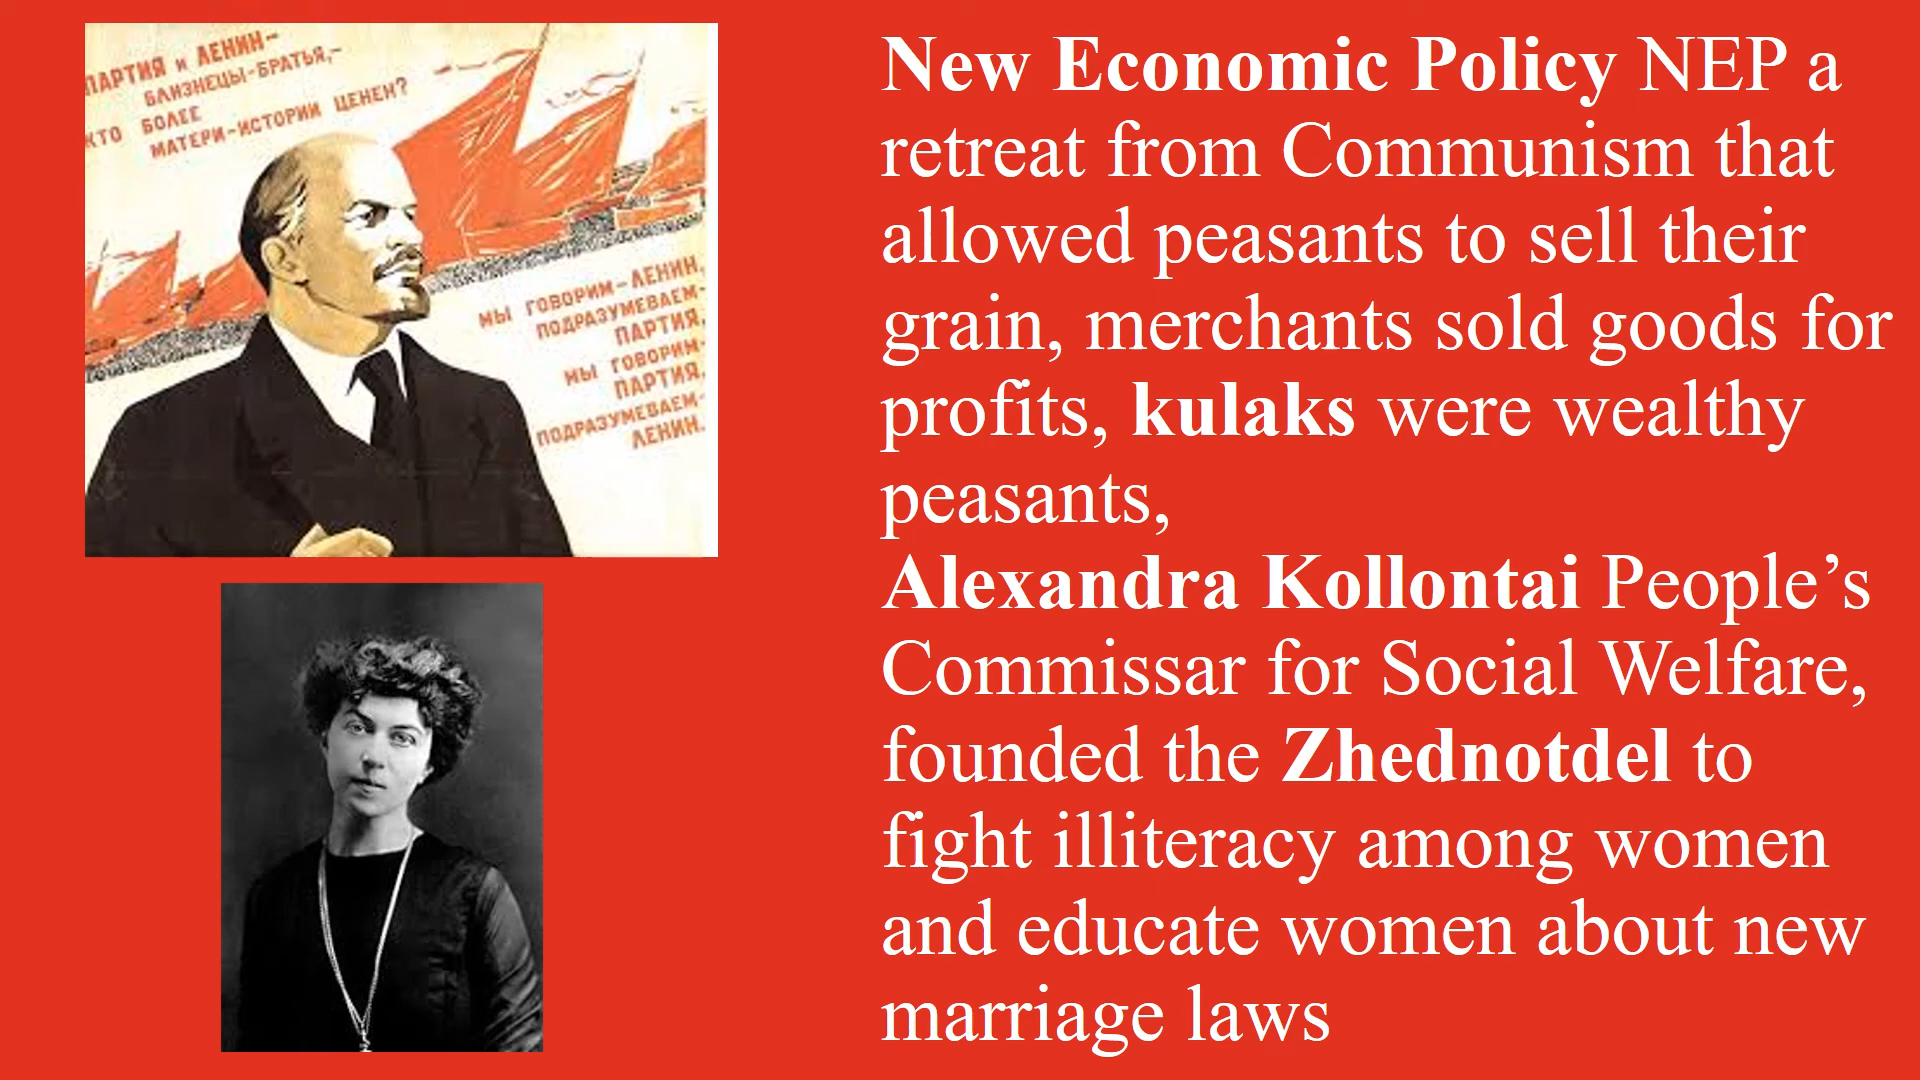 ПАРТИЯ и ЛЕНИН-
БЛИЗНЕЦЫ-БРАТЬЯ,-
КТО БОЛЕЕ
МАТЕРИ-ИСТОРИИ ЦЕНЕН?
МЫ ГОВОРИМ-ЛЕНИН,
ПОДРАЗУМЕВАЕМ-
ПАРТИЯ,
МЫ ГОВОРИМ-
ПАРТИЯ,
ПОДРАЗУМЕВАЕМ-
ЛЕНИН.
New Economic Policy NEP a
retreat from Communism that
allowed peasants to sell their
grain, merchants sold goods for
profits, kulaks were wealthy
peasants,
Alexandra Kollontai People’s
Commissar for Social Welfare,
founded the Zhednotdel to
fight illiteracy among women
and educate women about new
marriage laws